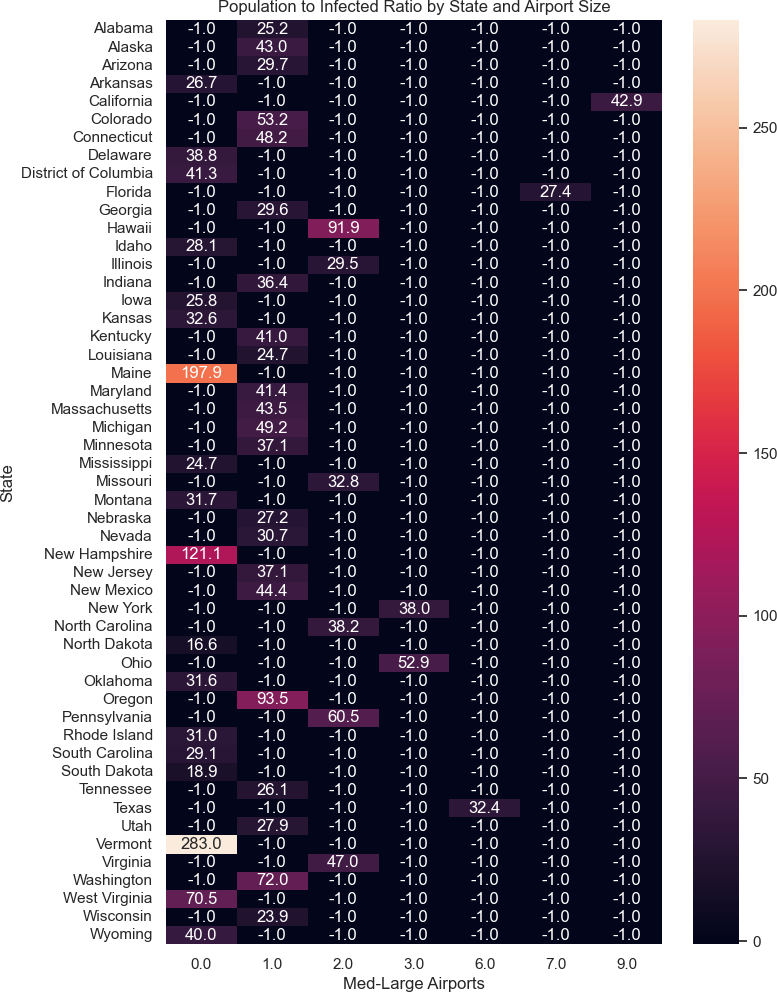 Population to Infected Ratio by State and Airport Size
Alabama -1.0 25.2 -1.0 -1.0 -1.0 -1.0 -1.0
Alaska -1.0 43.0 -1.0 -1.0 -1.0 -1.0 -1.0
Arizona -1.0 29.7 -1.0 -1.0 -1.0 -1.0 -1.0
Arkansas 26.7 -1.0 -1.0 -1.0 -1.0 -1.0 -1.0
California -1.0 -1.0 -1.0 -1.0 -1.0 -1.0 42.9
Colorado -1.0 53.2 -1.0 -1.0 -1.0 -1.0 -1.0
Connecticut -1.0 48.2 -1.0 -1.0 -1.0 -1.0 -1.0
Delaware 38.8 -1.0 -1.0 -1.0 -1.0 -1.0 -1.0
District of Columbia 41.3 -1.0 -1.0 -1.0 -1.0 -1.0 -1.0
Florida -1.0 -1.0 -1.0 -1.0 -1.0 27.4 -1.0
Georgia -1.0 29.6 -1.0 -1.0 -1.0 -1.0 -1.0
Hawaii -1.0 -1.0 91.9 -1.0 -1.0 -1.0 -1.0
Idaho 28.1 -1.0 -1.0 -1.0 -1.0 -1.0 -1.0
Illinois -1.0 -1.0 29.5 -1.0 -1.0 -1.0 -1.0
Indiana -1.0 36.4 -1.0 -1.0 -1.0 -1.0 -1.0
Iowa 25.8 -1.0 -1.0 -1.0 -1.0 -1.0 -1.0
Kansas 32.6 -1.0 -1.0 -1.0 -1.0 -1.0 -1.0
Kentucky -1.0 41.0 -1.0 -1.0 -1.0 -1.0 -1.0
Louisiana -1.0 24.7 -1.0 -1.0 -1.0 -1.0 -1.0
Maine 197.9 -1.0 -1.0 -1.0 -1.0 -1.0 -1.0
Maryland -1.0 41.4 -1.0 -1.0 -1.0 -1.0 -1.0
Massachusetts -1.0 43.5 -1.0 -1.0 -1.0 -1.0 -1.0
Michigan -1.0 49.2 -1.0 -1.0 -1.0 -1.0 -1.0
Minnesota -1.0 37.1 -1.0 -1.0 -1.0 -1.0 -1.0
Mississippi 24.7 -1.0 -1.0 -1.0 -1.0 -1.0 -1.0
Missouri -1.0 -1.0 32.8 -1.0 -1.0 -1.0 -1.0
Montana 31.7 -1.0 -1.0 -1.0 -1.0 -1.0 -1.0
Nebraska -1.0 27.2 -1.0 -1.0 -1.0 -1.0 -1.0
Nevada -1.0 30.7 -1.0 -1.0 -1.0 -1.0 -1.0
New Hampshire 121.1 -1.0 -1.0 -1.0 -1.0 -1.0 -1.0
New Jersey -1.0 37.1 -1.0 -1.0 -1.0 -1.0 -1.0
New Mexico -1.0 44.4 -1.0 -1.0 -1.0 -1.0 -1.0
New York -1.0 -1.0 -1.0 38.0 -1.0 -1.0 -1.0
North Carolina -1.0 -1.0 38.2 -1.0 -1.0 -1.0 -1.0
North Dakota 16.6 -1.0 -1.0 -1.0 -1.0 -1.0 -1.0
Ohio -1.0 -1.0 -1.0 52.9 -1.0 -1.0 -1.0
Oklahoma 31.6 -1.0 -1.0 -1.0 -1.0 -1.0 -1.0
Oregon -1.0 93.5 -1.0 -1.0 -1.0 -1.0 -1.0
Pennsylvania -1.0 -1.0 60.5 -1.0 -1.0 -1.0 -1.0
Rhode Island 31.0 -1.0 -1.0 -1.0 -1.0 -1.0 -1.0
South Carolina 29.1 -1.0 -1.0 -1.0 -1.0 -1.0 -1.0
South Dakota 18.9 -1.0 -1.0 -1.0 -1.0 -1.0 -1.0
Tennessee -1.0 26.1 -1.0 -1.0 -1.0 -1.0 -1.0
Texas -1.0 -1.0 -1.0 -1.0 32.4 -1.0 -1.0
Utah -1.0 27.9 -1.0 -1.0 -1.0 -1.0 -1.0
Vermont 283.0 -1.0 -1.0 -1.0 -1.0 -1.0 -1.0
Virginia -1.0 -1.0 47.0 -1.0 -1.0 -1.0 -1.0
Washington -1.0 72.0 -1.0 -1.0 -1.0 -1.0 -1.0
West Virginia 70.5 -1.0 -1.0 -1.0 -1.0 -1.0 -1.0
Wisconsin -1.0 23.9 -1.0 -1.0 -1.0 -1.0 -1.0
Wyoming 40.0 -1.0 -1.0 -1.0 -1.0 -1.0 -1.0
0.0 1.0 2.0 3.0 6.0 7.0 9.0
Med-Large Airports
State
250
200
150
100
50
0